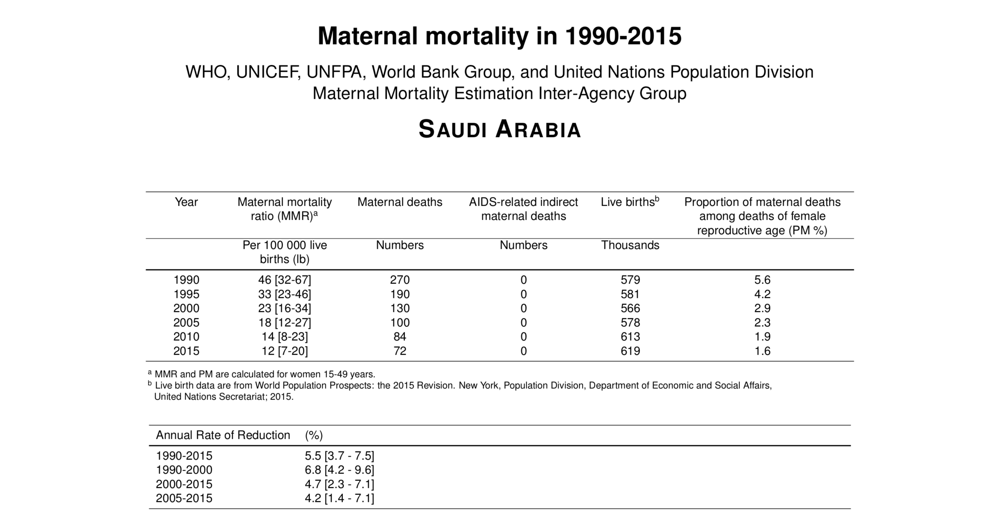 Maternal mortality in 1990-2015
WHO, UNICEF, UNFPA, World Bank Group, and United Nations Population Division
Maternal Mortality Estimation Inter-Agency Group
SAUDI ARABIA
Year Maternal mortality ratio (MMR)a Maternal deaths AIDS-related indirect maternal deaths Live birthsb Proportion of maternal deaths among deaths of female reproductive age (PM %)
Per 100 000 live births (lb) Numbers Numbers Thousands
1990 46 [32-67] 270 0 579 5.6
1995 33 [23-46] 190 0 581 4.2
2000 23 [16-34] 130 0 566 2.9
2005 18 [12-27] 100 0 578 2.3
2010 14 [8-23] 84 0 613 1.9
2015 12 [7-20] 72 0 619 1.6
a MMR and PM are calculated for women 15-49 years.
b Live birth data are from World Population Prospects: the 2015 Revision. New York, Population Division, Department of Economic and Social Affairs,
United Nations Secretariat; 2015.
Annual Rate of Reduction (%)
1990-2015 5.5 [3.7 - 7.5]
1990-2000 6.8 [4.2 - 9.6]
2000-2015 4.7 [2.3 - 7.1]
2005-2015 4.2 [1.4 - 7.1]